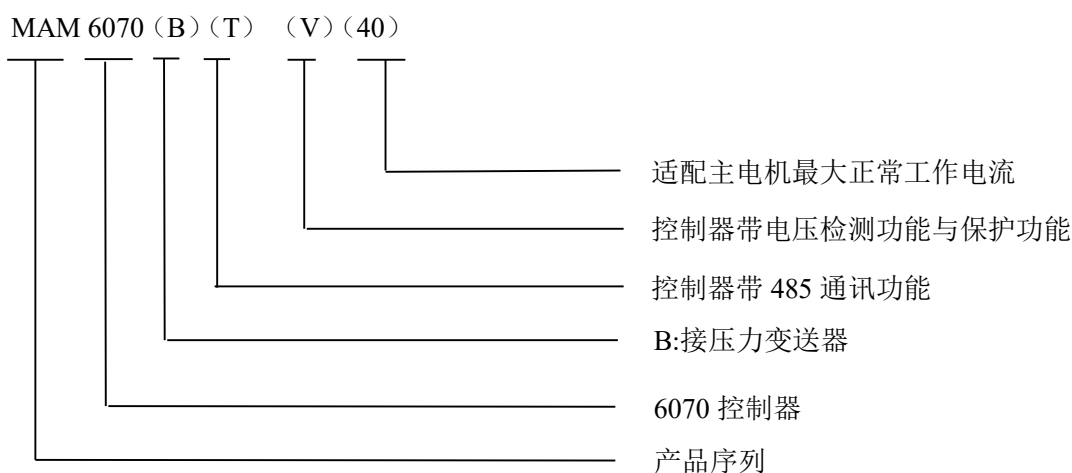 MAM 6070（B）（T） （V）（40）
适配主电机最大正常工作电流
控制器带电压检测功能与保护功能
控制器带 485 通讯功能
B:接压力变送器
6070 控制器
产品序列